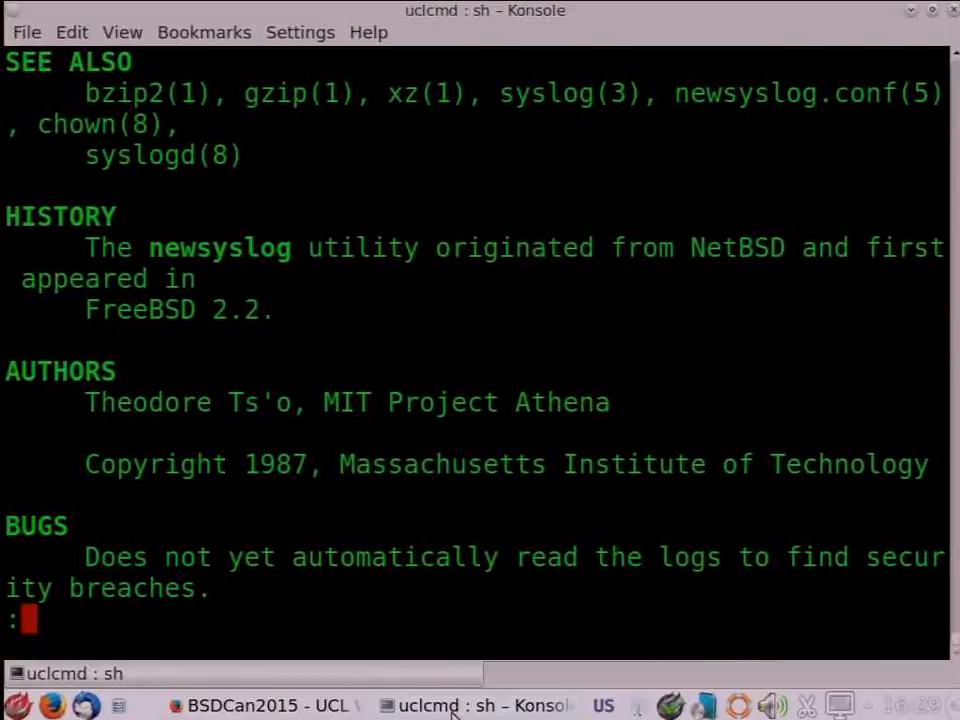 uclcmd : sh – Konsole
File Edit View Bookmarks Settings Help
SEE ALSO
bzip2(1), gzip(1), xz(1), syslog(3), newsyslog.conf(5)
, chown(8),
syslogd(8)
HISTORY
The newsyslog utility originated from NetBSD and first
appeared in
FreeBSD 2.2.
AUTHORS
Theodore Ts'o, MIT Project Athena
Copyright 1987, Massachusetts Institute of Technology
BUGS
Does not yet automatically read the logs to find secur
ity breaches.
:
uclcmd : sh
BSDCan2015 - UCL
uclcmd : sh – Konsol
US
16:20